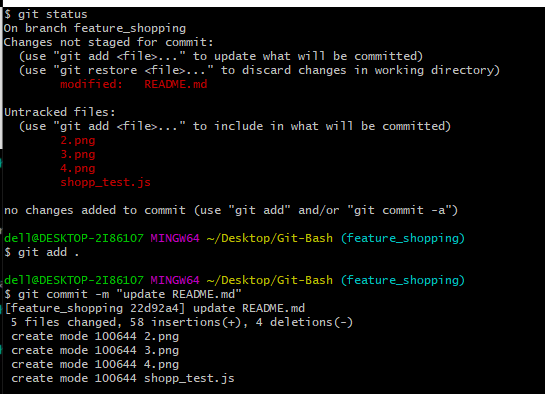 $ git status
On branch feature_shopping
Changes not staged for commit:
  (use "git add <file>..." to update what will be committed)
  (use "git restore <file>..." to discard changes in working directory)
        modified:   README.md

Untracked files:
  (use "git add <file>..." to include in what will be committed)
        2.png
        3.png
        4.png
        shopp_test.js

no changes added to commit (use "git add" and/or "git commit -a")

dell@DESKTOP-2I86107 MINGW64 ~/Desktop/Git-Bash (feature_shopping)
$ git add .

dell@DESKTOP-2I86107 MINGW64 ~/Desktop/Git-Bash (feature_shopping)
$ git commit -m "update README.md"
[feature_shopping 22d92a4] update README.md
 5 files changed, 58 insertions(+), 4 deletions(-)
 create mode 100644 2.png
 create mode 100644 3.png
 create mode 100644 4.png
 create mode 100644 shopp_test.js